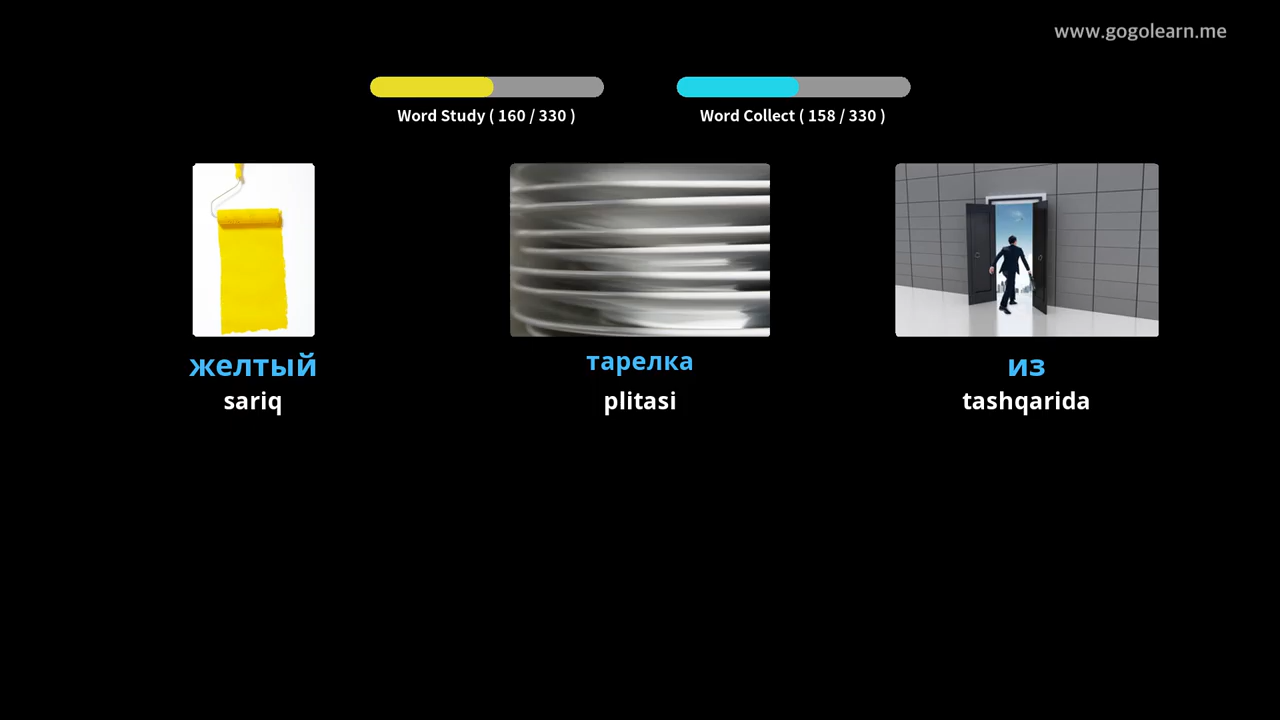 www.gogolearn.me
Word Study ( 160 / 330 )
Word Collect ( 158 / 330 )
желтый
тарелка
из
sariq
plitasi
tashqarida